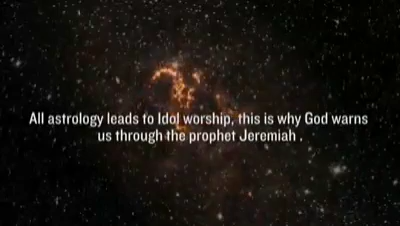 All astrology leads to Idol worship, this is why God warns
us through the prophet Jeremiah .